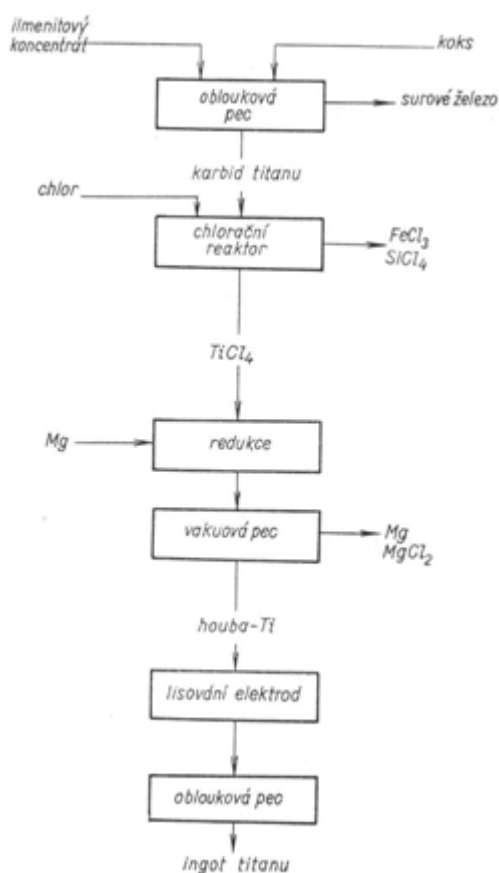 ilmenitový
koncentrát
koks
oblouková
pec
surové železo
karbid titanu
chlor
chlorační
reaktor
FeCl₃
SiCl₄
TiCl₄
Mg
redukce
vakuová pec
Mg
MgCl₂
houba-Ti
lisování elektrod
oblouková pec
ingot titanu